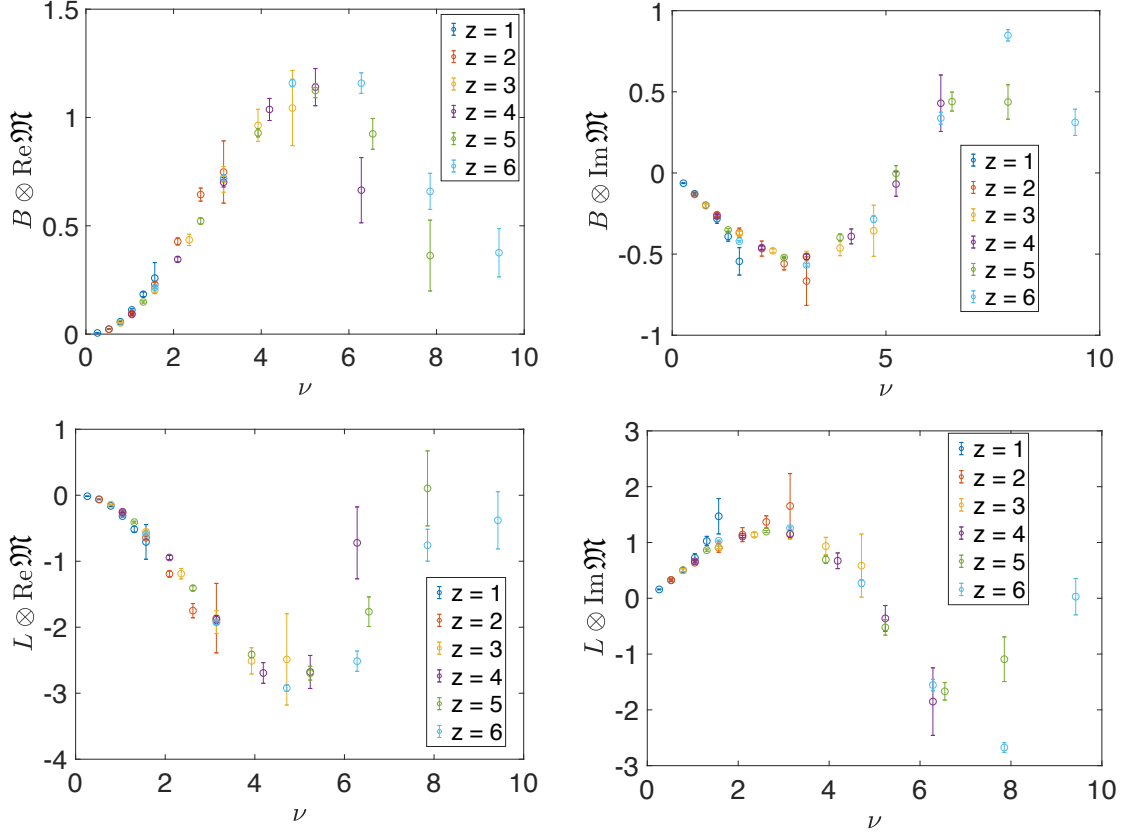 B ⊗ Re𝔐
1.5
1
0.5
0
0 2 4 6 8 10
ν
z = 1
z = 2
z = 3
z = 4
z = 5
z = 6
B ⊗ Im𝔐
1
0.5
0
-0.5
-1
0 5 10
ν
z = 1
z = 2
z = 3
z = 4
z = 5
z = 6
L ⊗ Re𝔐
1
0
-1
-2
-3
-4
0 2 4 6 8 10
ν
z = 1
z = 2
z = 3
z = 4
z = 5
z = 6
L ⊗ Im𝔐
3
2
1
0
-1
-2
-3
0 2 4 6 8 10
ν
z = 1
z = 2
z = 3
z = 4
z = 5
z = 6